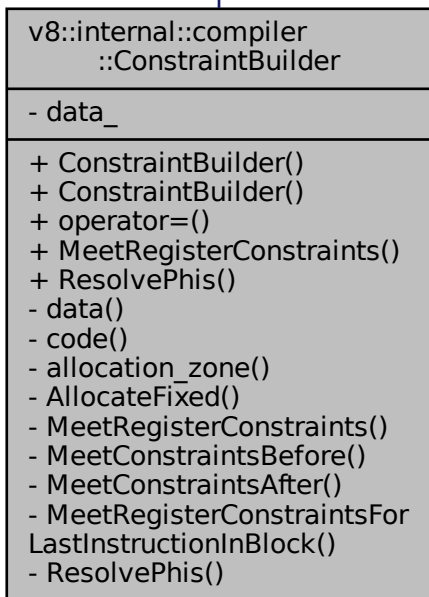 v8::internal::compiler
::ConstraintBuilder
- data_
+ ConstraintBuilder()
+ ConstraintBuilder()
+ operator=()
+ MeetRegisterConstraints()
+ ResolvePhis()
- data()
- code()
- allocation_zone()
- AllocateFixed()
- MeetRegisterConstraints()
- MeetConstraintsBefore()
- MeetConstraintsAfter()
- MeetRegisterConstraintsFor
LastInstructionInBlock()
- ResolvePhis()